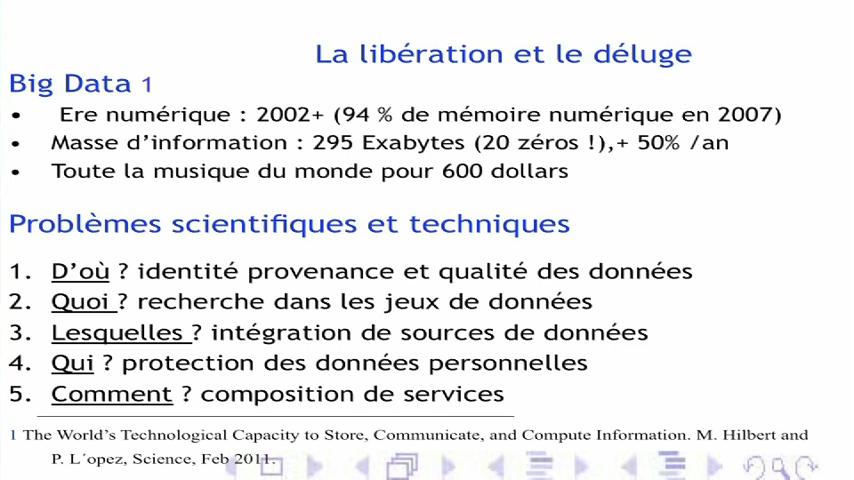 La libération et le déluge
Big Data 1
• Ere numérique : 2002+ (94 % de mémoire numérique en 2007)
• Masse d'information : 295 Exabytes (20 zéros !),+ 50% /an
• Toute la musique du monde pour 600 dollars
Problèmes scientifiques et techniques
1. D'où ? identité provenance et qualité des données
2. Quoi ? recherche dans les jeux de données
3. Lesquelles ? intégration de sources de données
4. Qui ? protection des données personnelles
5. Comment ? composition de services
1 The World's Technological Capacity to Store, Communicate, and Compute Information. M. Hilbert and
P. L´opez, Science, Feb 2011.